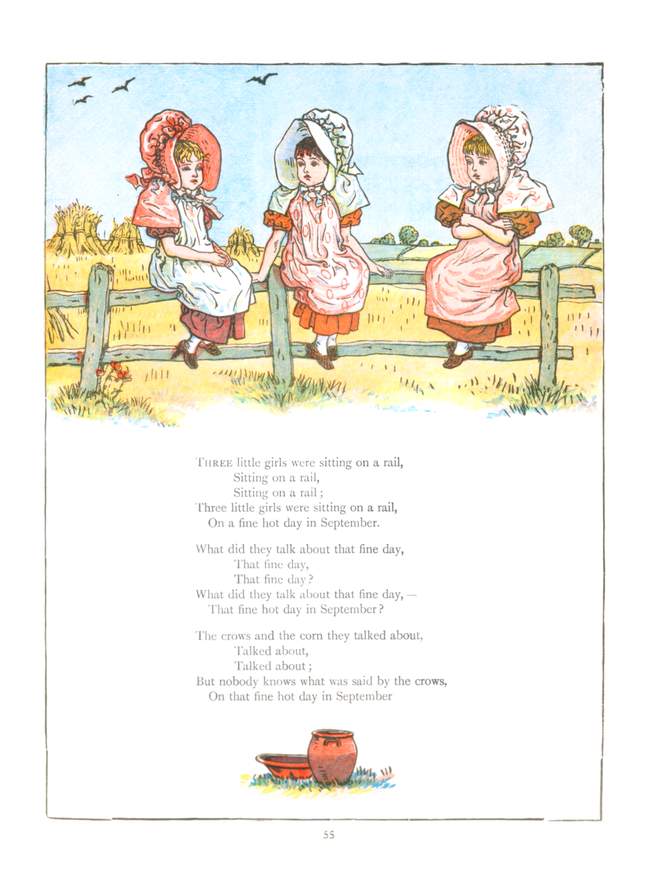 THREE little girls were sitting on a rail,
Sitting on a rail,
Sitting on a rail;
Three little girls were sitting on a rail,
On a fine hot day in September.
What did they talk about that fine day,
That fine day,
That fine day?
What did they talk about that fine day,—
That fine hot day in September?
The crows and the corn they talked about,
Talked about,
Talked about;
But nobody knows what was said by the crows,
On that fine hot day in September
55